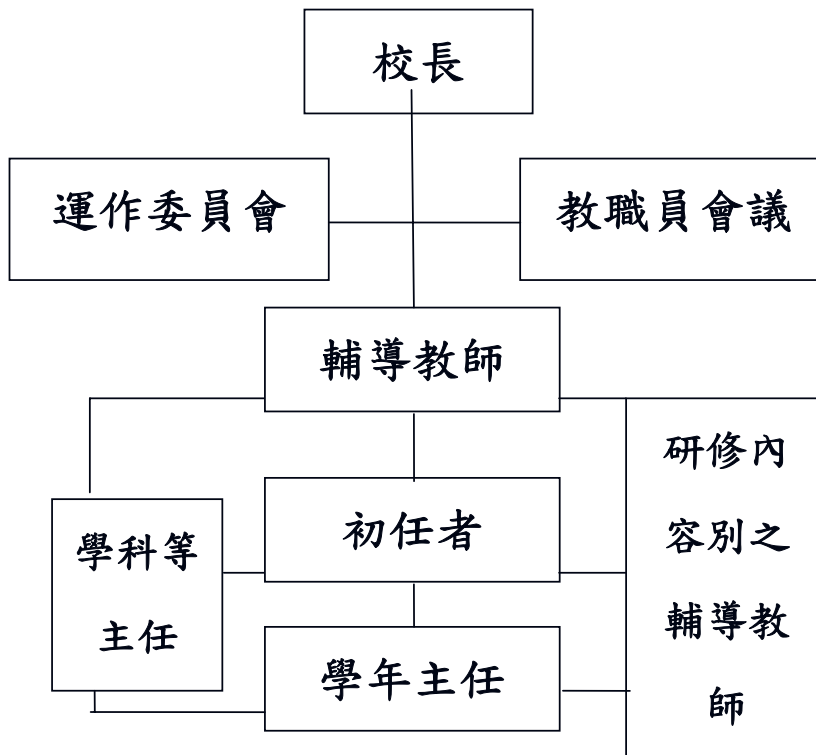 校長
運作委員會
教職員會議
輔導教師
初任者
學年主任
學科等
主任
研修內
容別之
輔導教
師